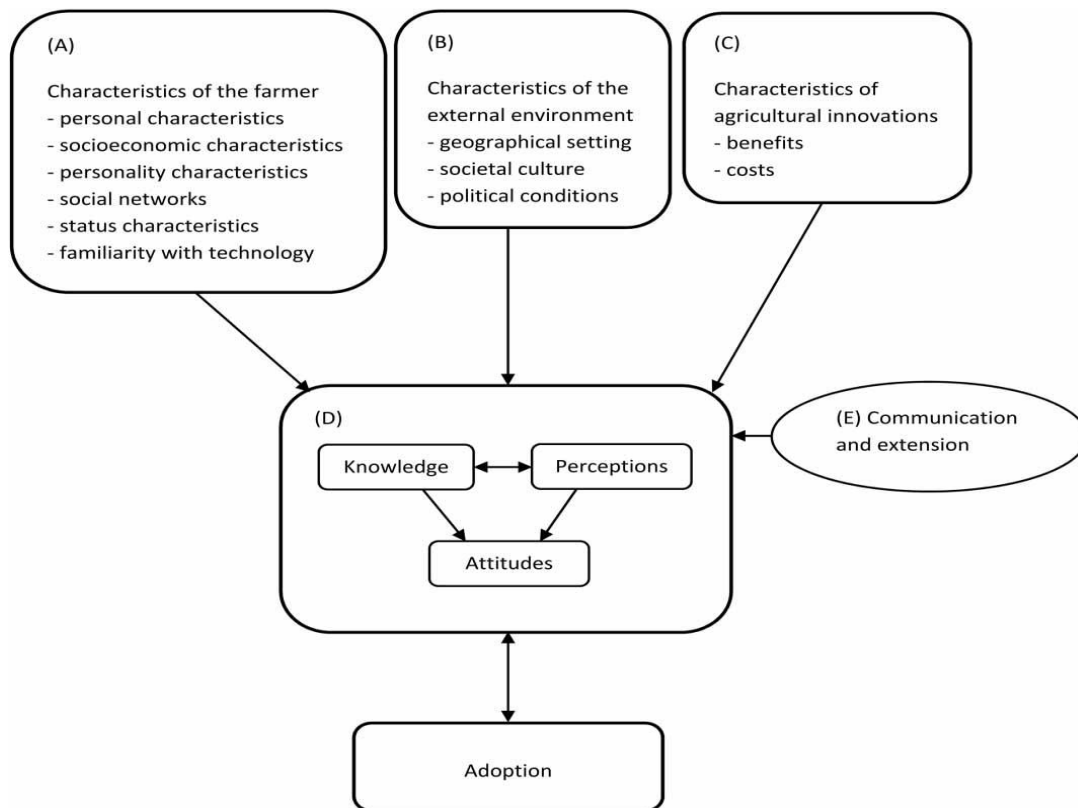 (A)
Characteristics of the farmer
- personal characteristics
- socioeconomic characteristics
- personality characteristics
- social networks
- status characteristics
- familiarity with technology
(B)
Characteristics of the
external environment
- geographical setting
- societal culture
- political conditions
(C)
Characteristics of
agricultural innovations
- benefits
- costs
(D)
Knowledge
Perceptions
Attitudes
(E) Communication
and extension
Adoption